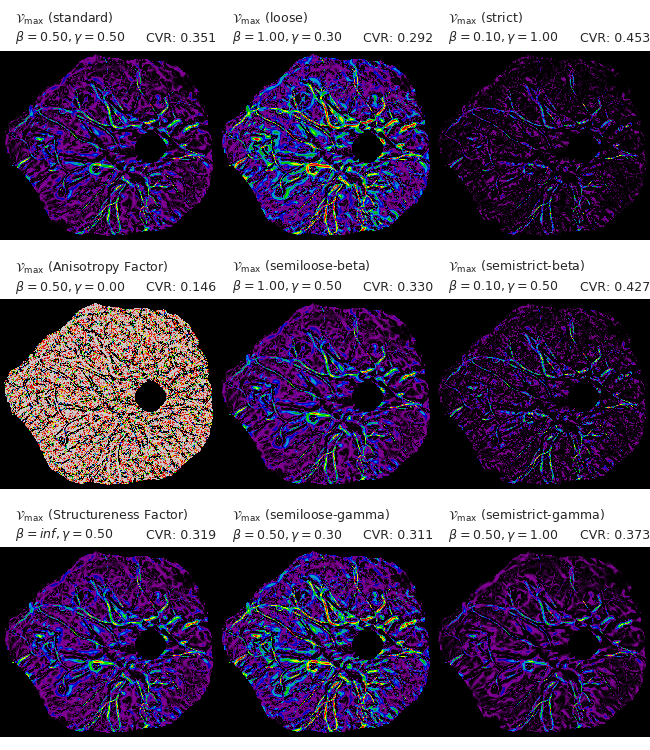 𝒱max (standard) 𝒱max (loose) 𝒱max (strict)
β = 0.50, γ = 0.50 CVR: 0.351 β = 1.00, γ = 0.30 CVR: 0.292 β = 0.10, γ = 1.00 CVR: 0.453
𝒱max (Anisotropy Factor) 𝒱max (semiloose-beta) 𝒱max (semistrict-beta)
β = 0.50, γ = 0.00 CVR: 0.146 β = 1.00, γ = 0.50 CVR: 0.330 β = 0.10, γ = 0.50 CVR: 0.427
𝒱max (Structureness Factor) 𝒱max (semiloose-gamma) 𝒱max (semistrict-gamma)
β = inf, γ = 0.50 CVR: 0.319 β = 0.50, γ = 0.30 CVR: 0.311 β = 0.50, γ = 1.00 CVR: 0.373